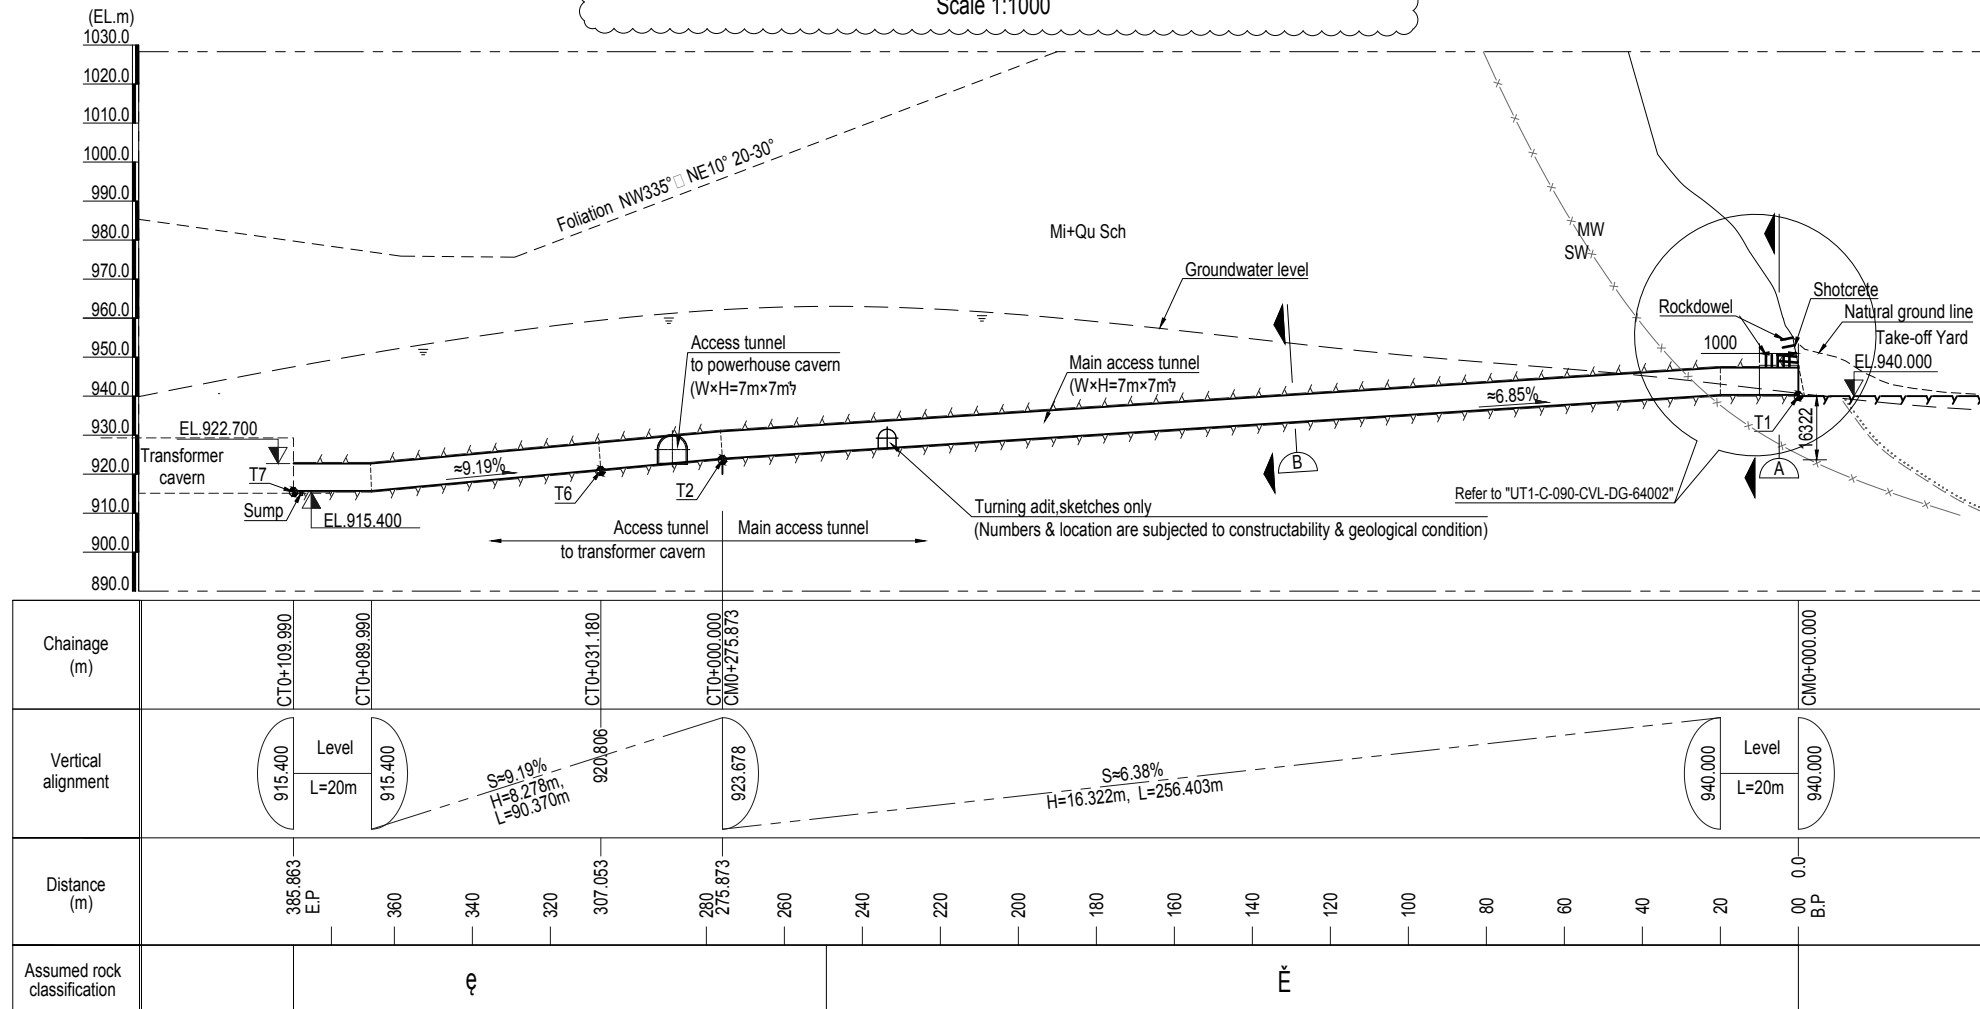 Scale 1:1000
(EL.m)
1030.0
1020.0
1010.0
1000.0
990.0
980.0
970.0
960.0
950.0
940.0
930.0
920.0
910.0
900.0
890.0
Foliation NW335° NE10° 20-30°
Mi+Qu Sch
MW
SW
Groundwater level
Shotcrete
Rockdowel
Natural ground line
Take-off Yard
1000
EL.940.000
Access tunnel
to powerhouse cavern
(W×H=7m×7m)
Main access tunnel
(W×H=7m×7m)
≈6.85%
T1
16322
EL.922.700
Transformer
cavern
T7
≈9.19%
T6
T2
B
A
Sump
EL.915.400
Refer to "UT1-C-090-CVL-DG-64002"
Turning adit,sketches only
(Numbers & location are subjected to constructability & geological condition)
Access tunnel
to transformer cavern
Main access tunnel
Chainage
(m)
CT0+109.990
CT0+089.990
CT0+031.180
CT0+000.000
CM0+275.873
CM0+000.000
Vertical
alignment
915.400
Level
L=20m
915.400
S≈9.19%
H=8.278m,
L=90.370m
920.806
923.678
S≈6.38%
H=16.322m, L=256.403m
940.000
Level
L=20m
940.000
Distance
(m)
385.863
E.P
360
340
320
307.053
280
275.873
260
240
220
200
180
160
140
120
100
80
60
40
20
00
0.0
B.P
Assumed rock
classification
ę
Ě